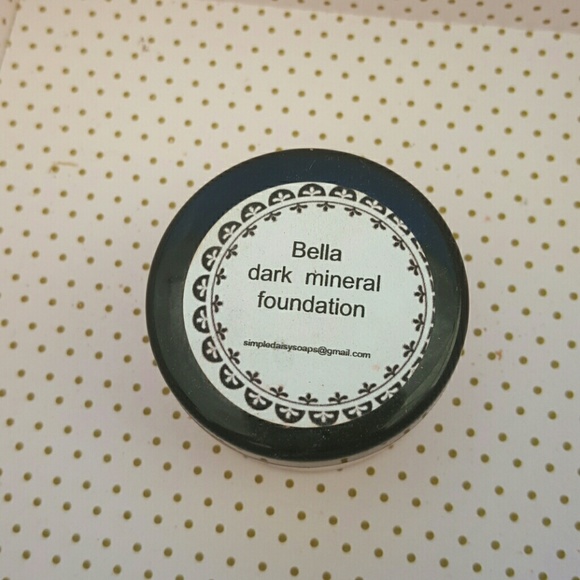 Bella
dark mineral
foundation
simpledaisysoaps@gmail.com